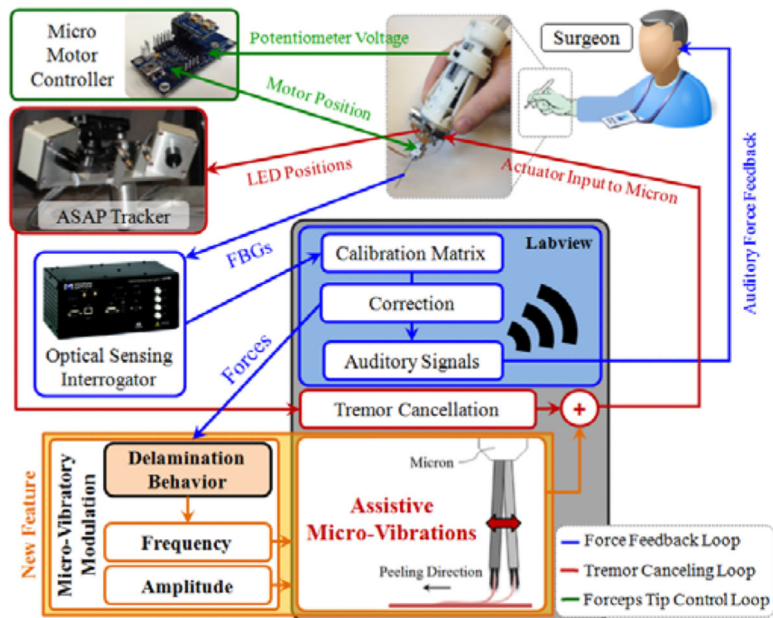 Micro
Motor
Controller
Potentiometer Voltage
Motor Position
Surgeon
LED Positions
Actuator Input to Micron
ASAP Tracker
FBGs
Auditory Force Feedback
Labview
Calibration Matrix
Correction
Auditory Signals
Optical Sensing
Interrogator
Forces
Tremor Cancellation
+
New Feature
Micro-Vibratory
Modulation
Delamination
Behavior
Frequency
Amplitude
Micron
Assistive
Micro-Vibrations
Peeling Direction
Force Feedback Loop
Tremor Canceling Loop
Forceps Tip Control Loop